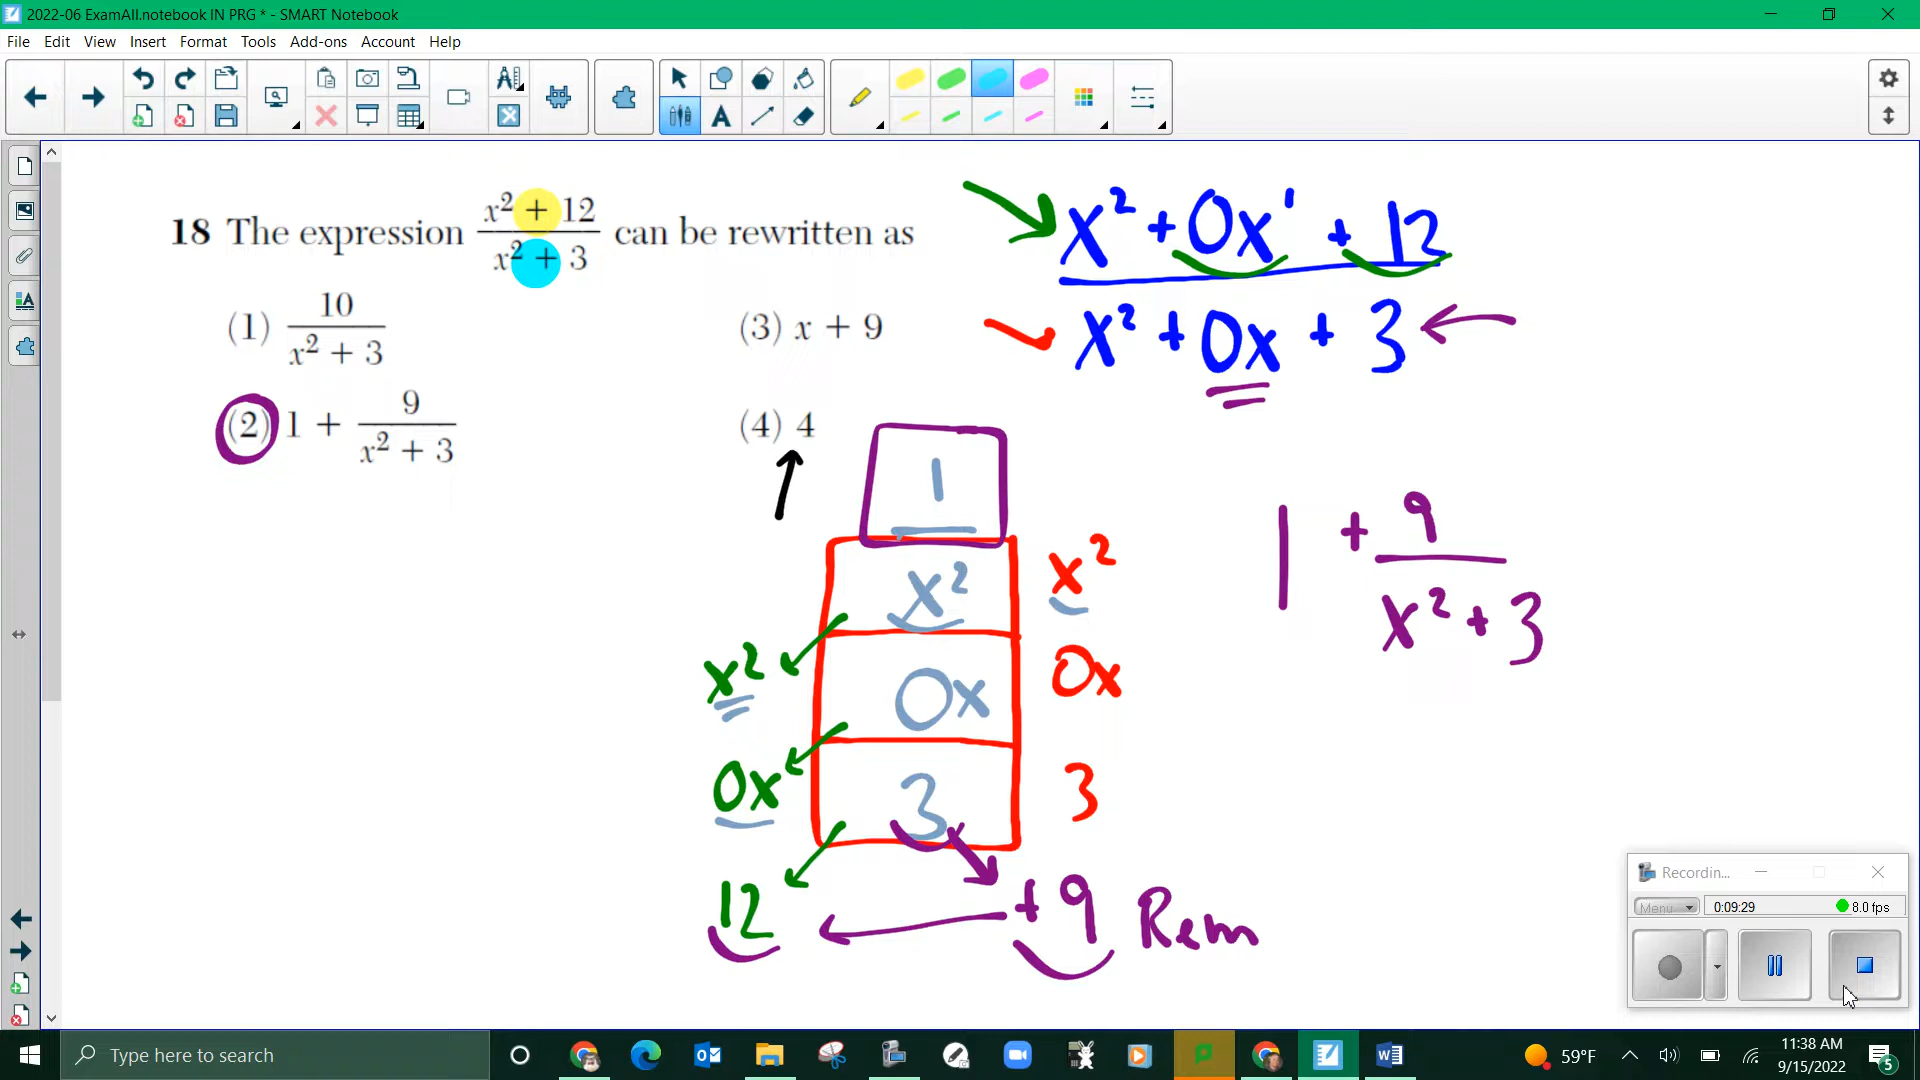 2022-06 ExamAll.notebook IN PRG * - SMART Notebook
File Edit View Insert Format Tools Add-ons Account Help
18 The expression x² + 12 / x² + 3 can be rewritten as
(1) 10 / x² + 3
(2) 1 + 9 / x² + 3
(3) x + 9
(4) 4
x² + 0x¹ + 12
x² + 0x + 3
1
x² x²
x² 0x 0x
0x 3 3
12 +9 Rem
1 + 9 / x² + 3
Recordin...
Menu 0:09:29 8.0 fps
Type here to search
59°F
11:38 AM
9/15/2022
5